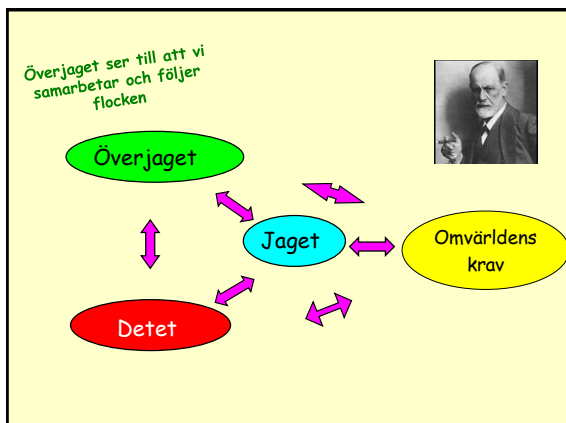 Överjaget ser till att vi
samarbetar och följer
flocken
Överjaget
Jaget
Omvärldens
krav
Detet